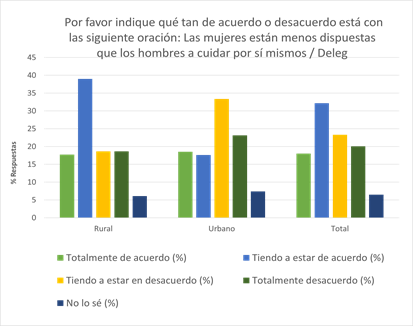 Por favor indique qué tan de acuerdo o desacuerdo está con
las siguiente oración: Las mujeres están menos dispuestas
que los hombres a cuidar por sí mismos / Deleg
45
40
35
30
25
20
15
10
5
0
% Respuestas
Rural Urbano Total
Totalmente de acuerdo (%) Tiendo a estar de acuerdo (%)
Tiendo a estar en desacuerdo (%) Totalmente desacuerdo (%)
No lo sé (%)